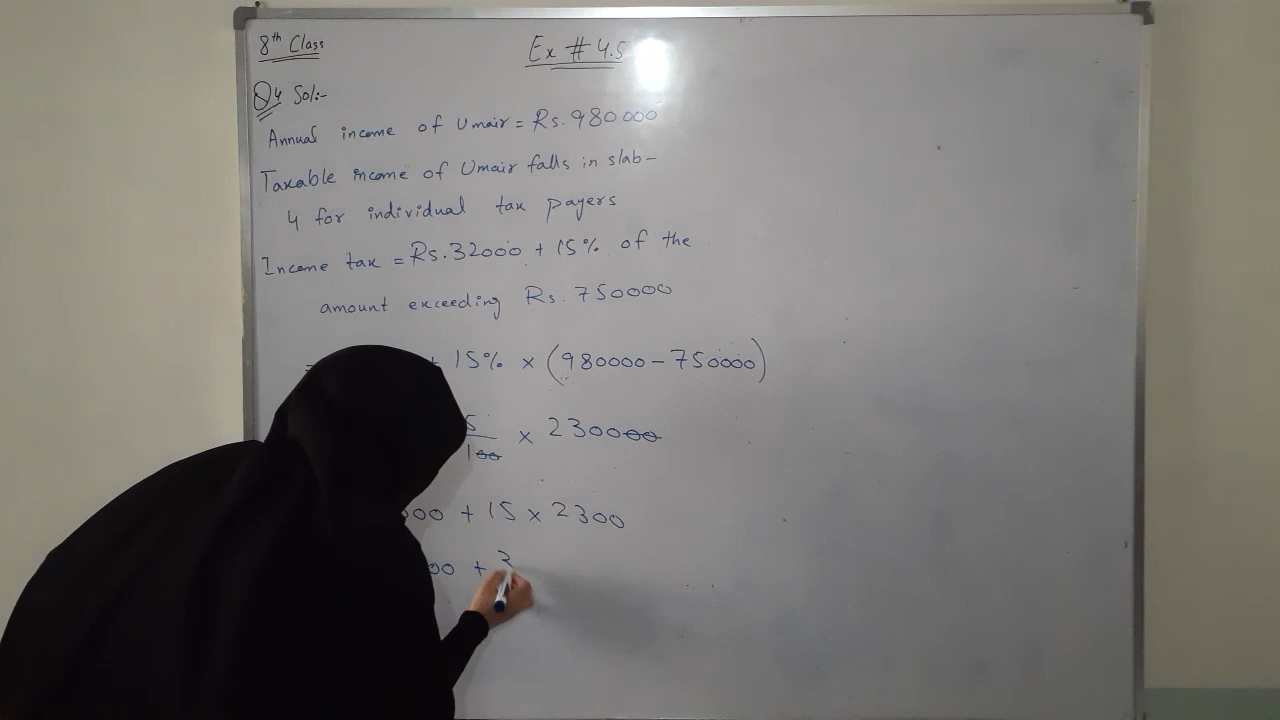 8th Class
Ex # 4.5
Q4 Sol:-
Annual income of Umair = Rs. 980000
Taxable income of Umair falls in slab-
4 for individual tax payers
Income tax = Rs. 32000 + 15% of the
amount exceeding Rs. 750000
= + 15% × (980000 - 750000)
5/100 × 230000
000 + 15 × 2300
00 + 3